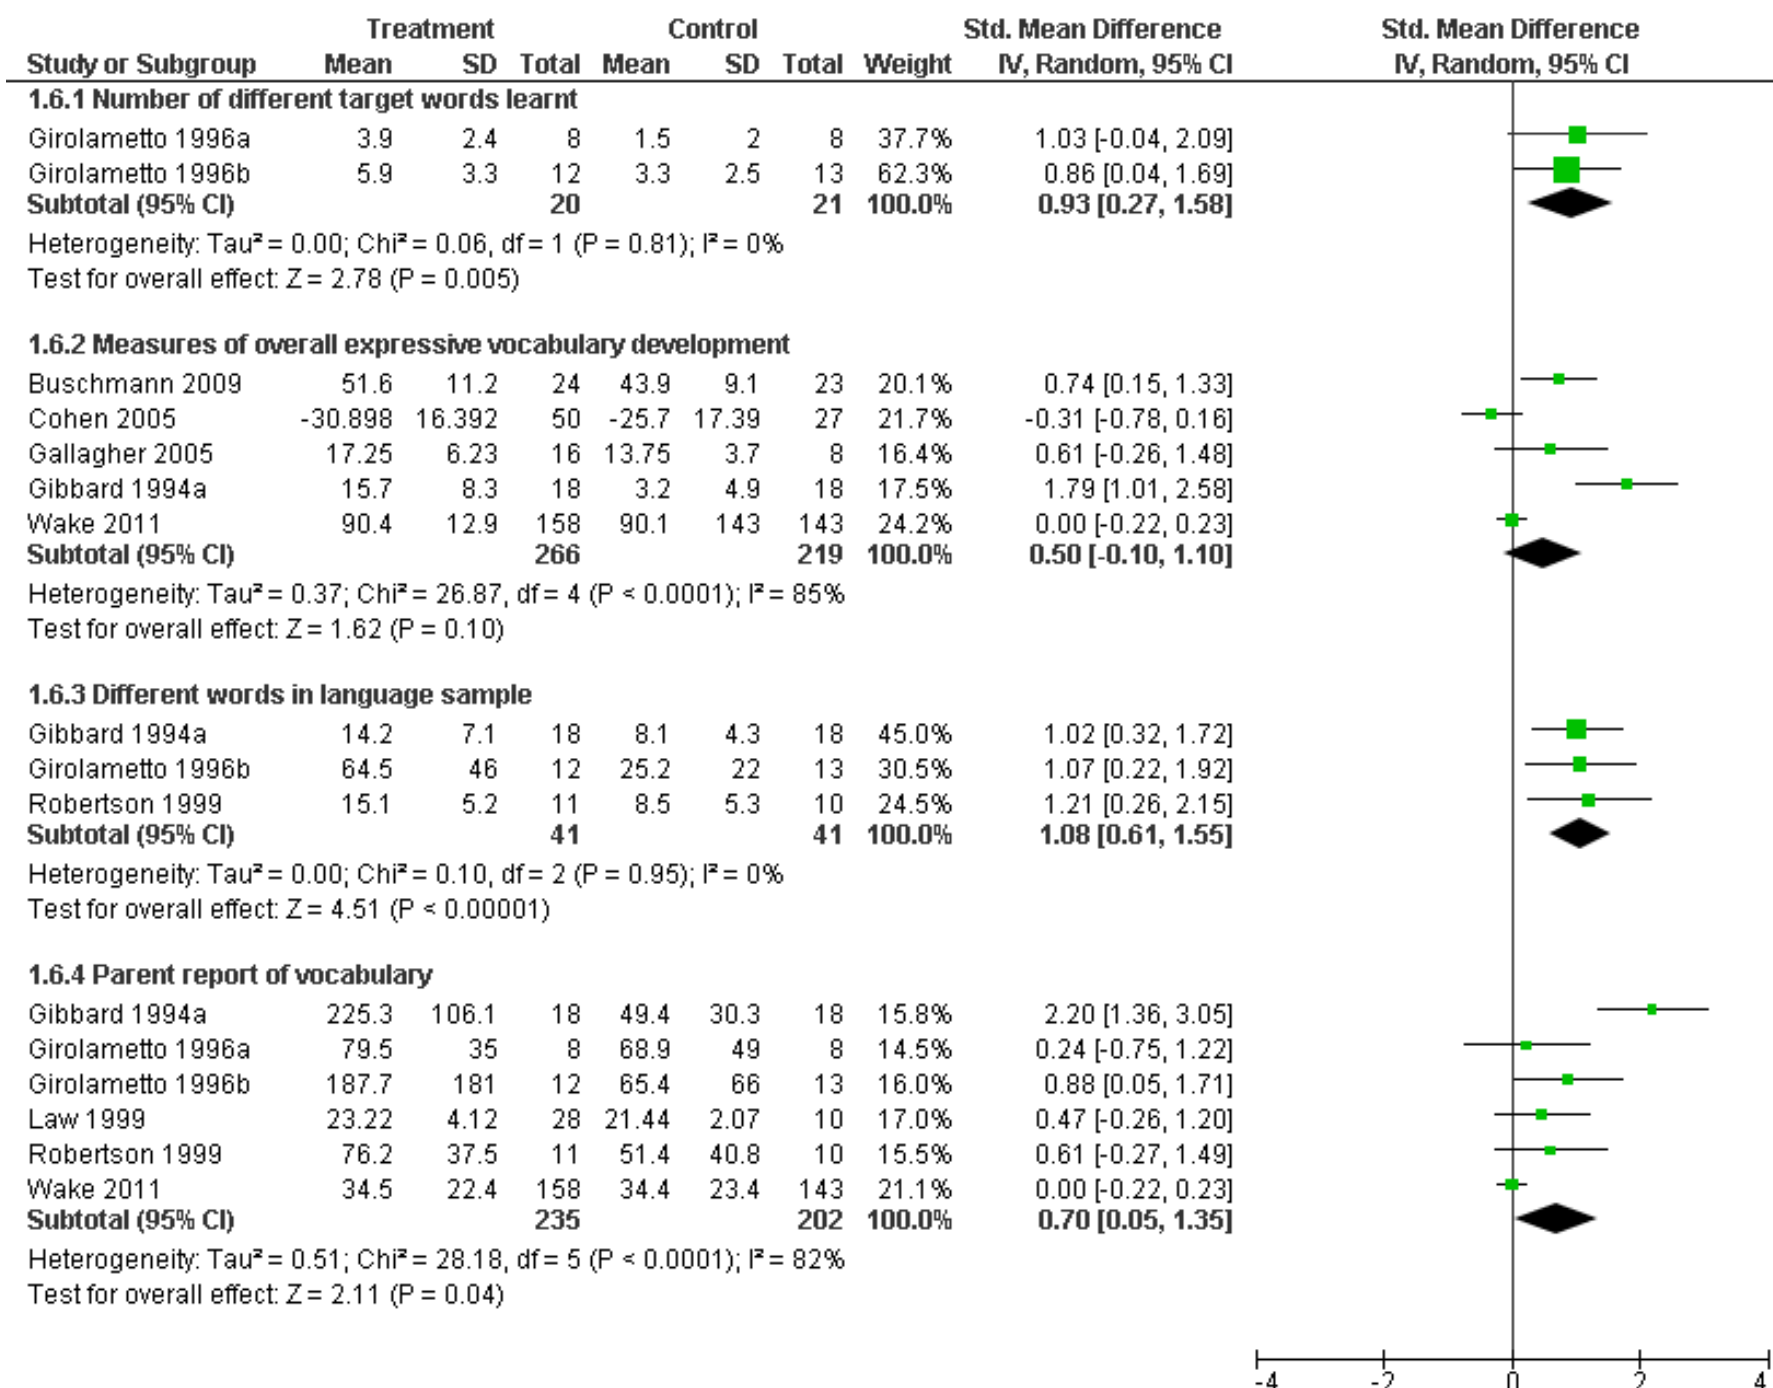 Treatment Control Std. Mean Difference Std. Mean Difference
Study or Subgroup Mean SD Total Mean SD Total Weight IV, Random, 95% CI IV, Random, 95% CI
1.6.1 Number of different target words learnt
Girolametto 1996a 3.9 2.4 8 1.5 2 8 37.7% 1.03 [-0.04, 2.09]
Girolametto 1996b 5.9 3.3 12 3.3 2.5 13 62.3% 0.86 [0.04, 1.69]
Subtotal (95% CI) 20 21 100.0% 0.93 [0.27, 1.58]
Heterogeneity: Tau² = 0.00; Chi² = 0.06, df = 1 (P = 0.81); I² = 0%
Test for overall effect: Z = 2.78 (P = 0.005)
1.6.2 Measures of overall expressive vocabulary development
Buschmann 2009 51.6 11.2 24 43.9 9.1 23 20.1% 0.74 [0.15, 1.33]
Cohen 2005 -30.898 16.392 50 -25.7 17.39 27 21.7% -0.31 [-0.78, 0.16]
Gallagher 2005 17.25 6.23 16 13.75 3.7 8 16.4% 0.61 [-0.26, 1.48]
Gibbard 1994a 15.7 8.3 18 3.2 4.9 18 17.5% 1.79 [1.01, 2.58]
Wake 2011 90.4 12.9 158 90.1 143 143 24.2% 0.00 [-0.22, 0.23]
Subtotal (95% CI) 266 219 100.0% 0.50 [-0.10, 1.10]
Heterogeneity: Tau² = 0.37; Chi² = 26.87, df = 4 (P < 0.0001); I² = 85%
Test for overall effect: Z = 1.62 (P = 0.10)
1.6.3 Different words in language sample
Gibbard 1994a 14.2 7.1 18 8.1 4.3 18 45.0% 1.02 [0.32, 1.72]
Girolametto 1996b 64.5 46 12 25.2 22 13 30.5% 1.07 [0.22, 1.92]
Robertson 1999 15.1 5.2 11 8.5 5.3 10 24.5% 1.21 [0.26, 2.15]
Subtotal (95% CI) 41 41 100.0% 1.08 [0.61, 1.55]
Heterogeneity: Tau² = 0.00; Chi² = 0.10, df = 2 (P = 0.95); I² = 0%
Test for overall effect: Z = 4.51 (P < 0.00001)
1.6.4 Parent report of vocabulary
Gibbard 1994a 225.3 106.1 18 49.4 30.3 18 15.8% 2.20 [1.36, 3.05]
Girolametto 1996a 79.5 35 8 68.9 49 8 14.5% 0.24 [-0.75, 1.22]
Girolametto 1996b 187.7 181 12 65.4 66 13 16.0% 0.88 [0.05, 1.71]
Law 1999 23.22 4.12 28 21.44 2.07 10 17.0% 0.47 [-0.26, 1.20]
Robertson 1999 76.2 37.5 11 51.4 40.8 10 15.5% 0.61 [-0.27, 1.49]
Wake 2011 34.5 22.4 158 34.4 23.4 143 21.1% 0.00 [-0.22, 0.23]
Subtotal (95% CI) 235 202 100.0% 0.70 [0.05, 1.35]
Heterogeneity: Tau² = 0.51; Chi² = 28.18, df = 5 (P < 0.0001); I² = 82%
Test for overall effect: Z = 2.11 (P = 0.04)
-4 -2 0 2 4